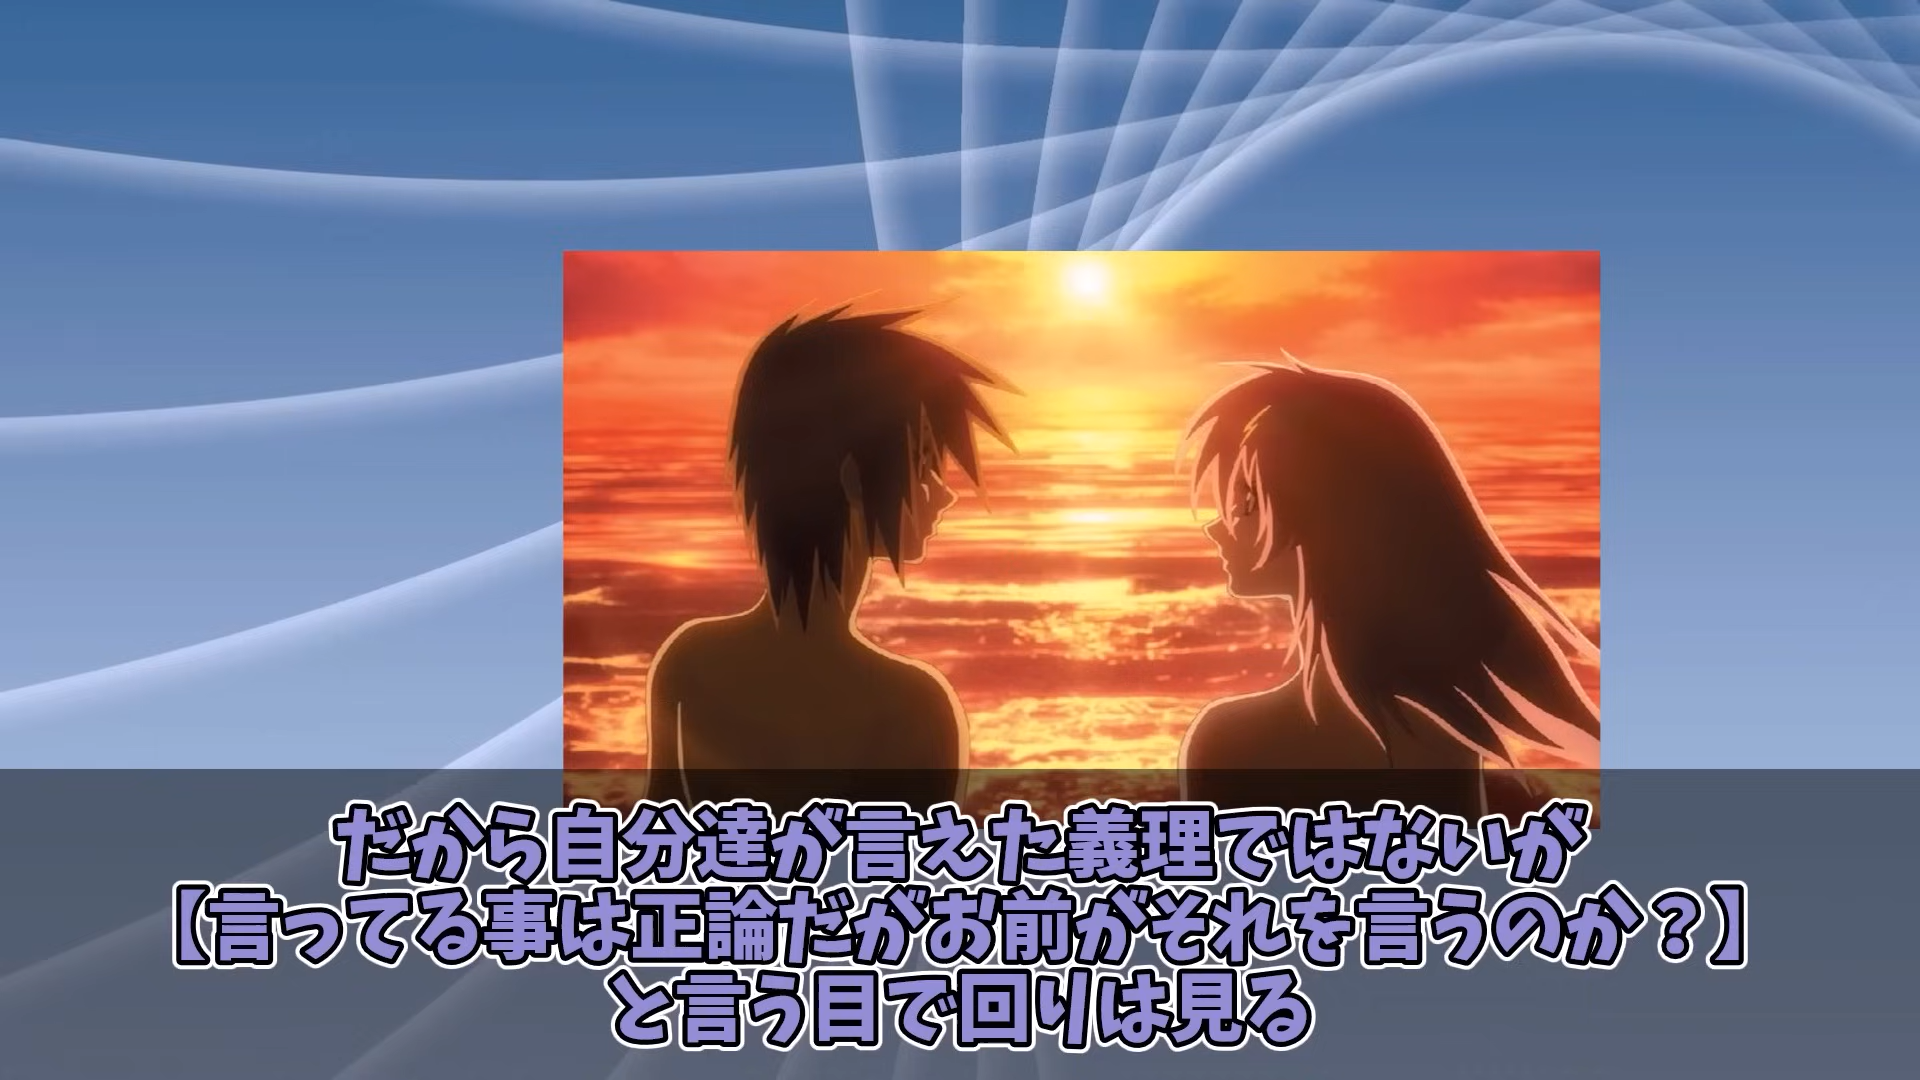 だから自分達が言えた義理ではないが
【言ってる事は正論だがお前がそれを言うのか？】
と言う目で回りは見る